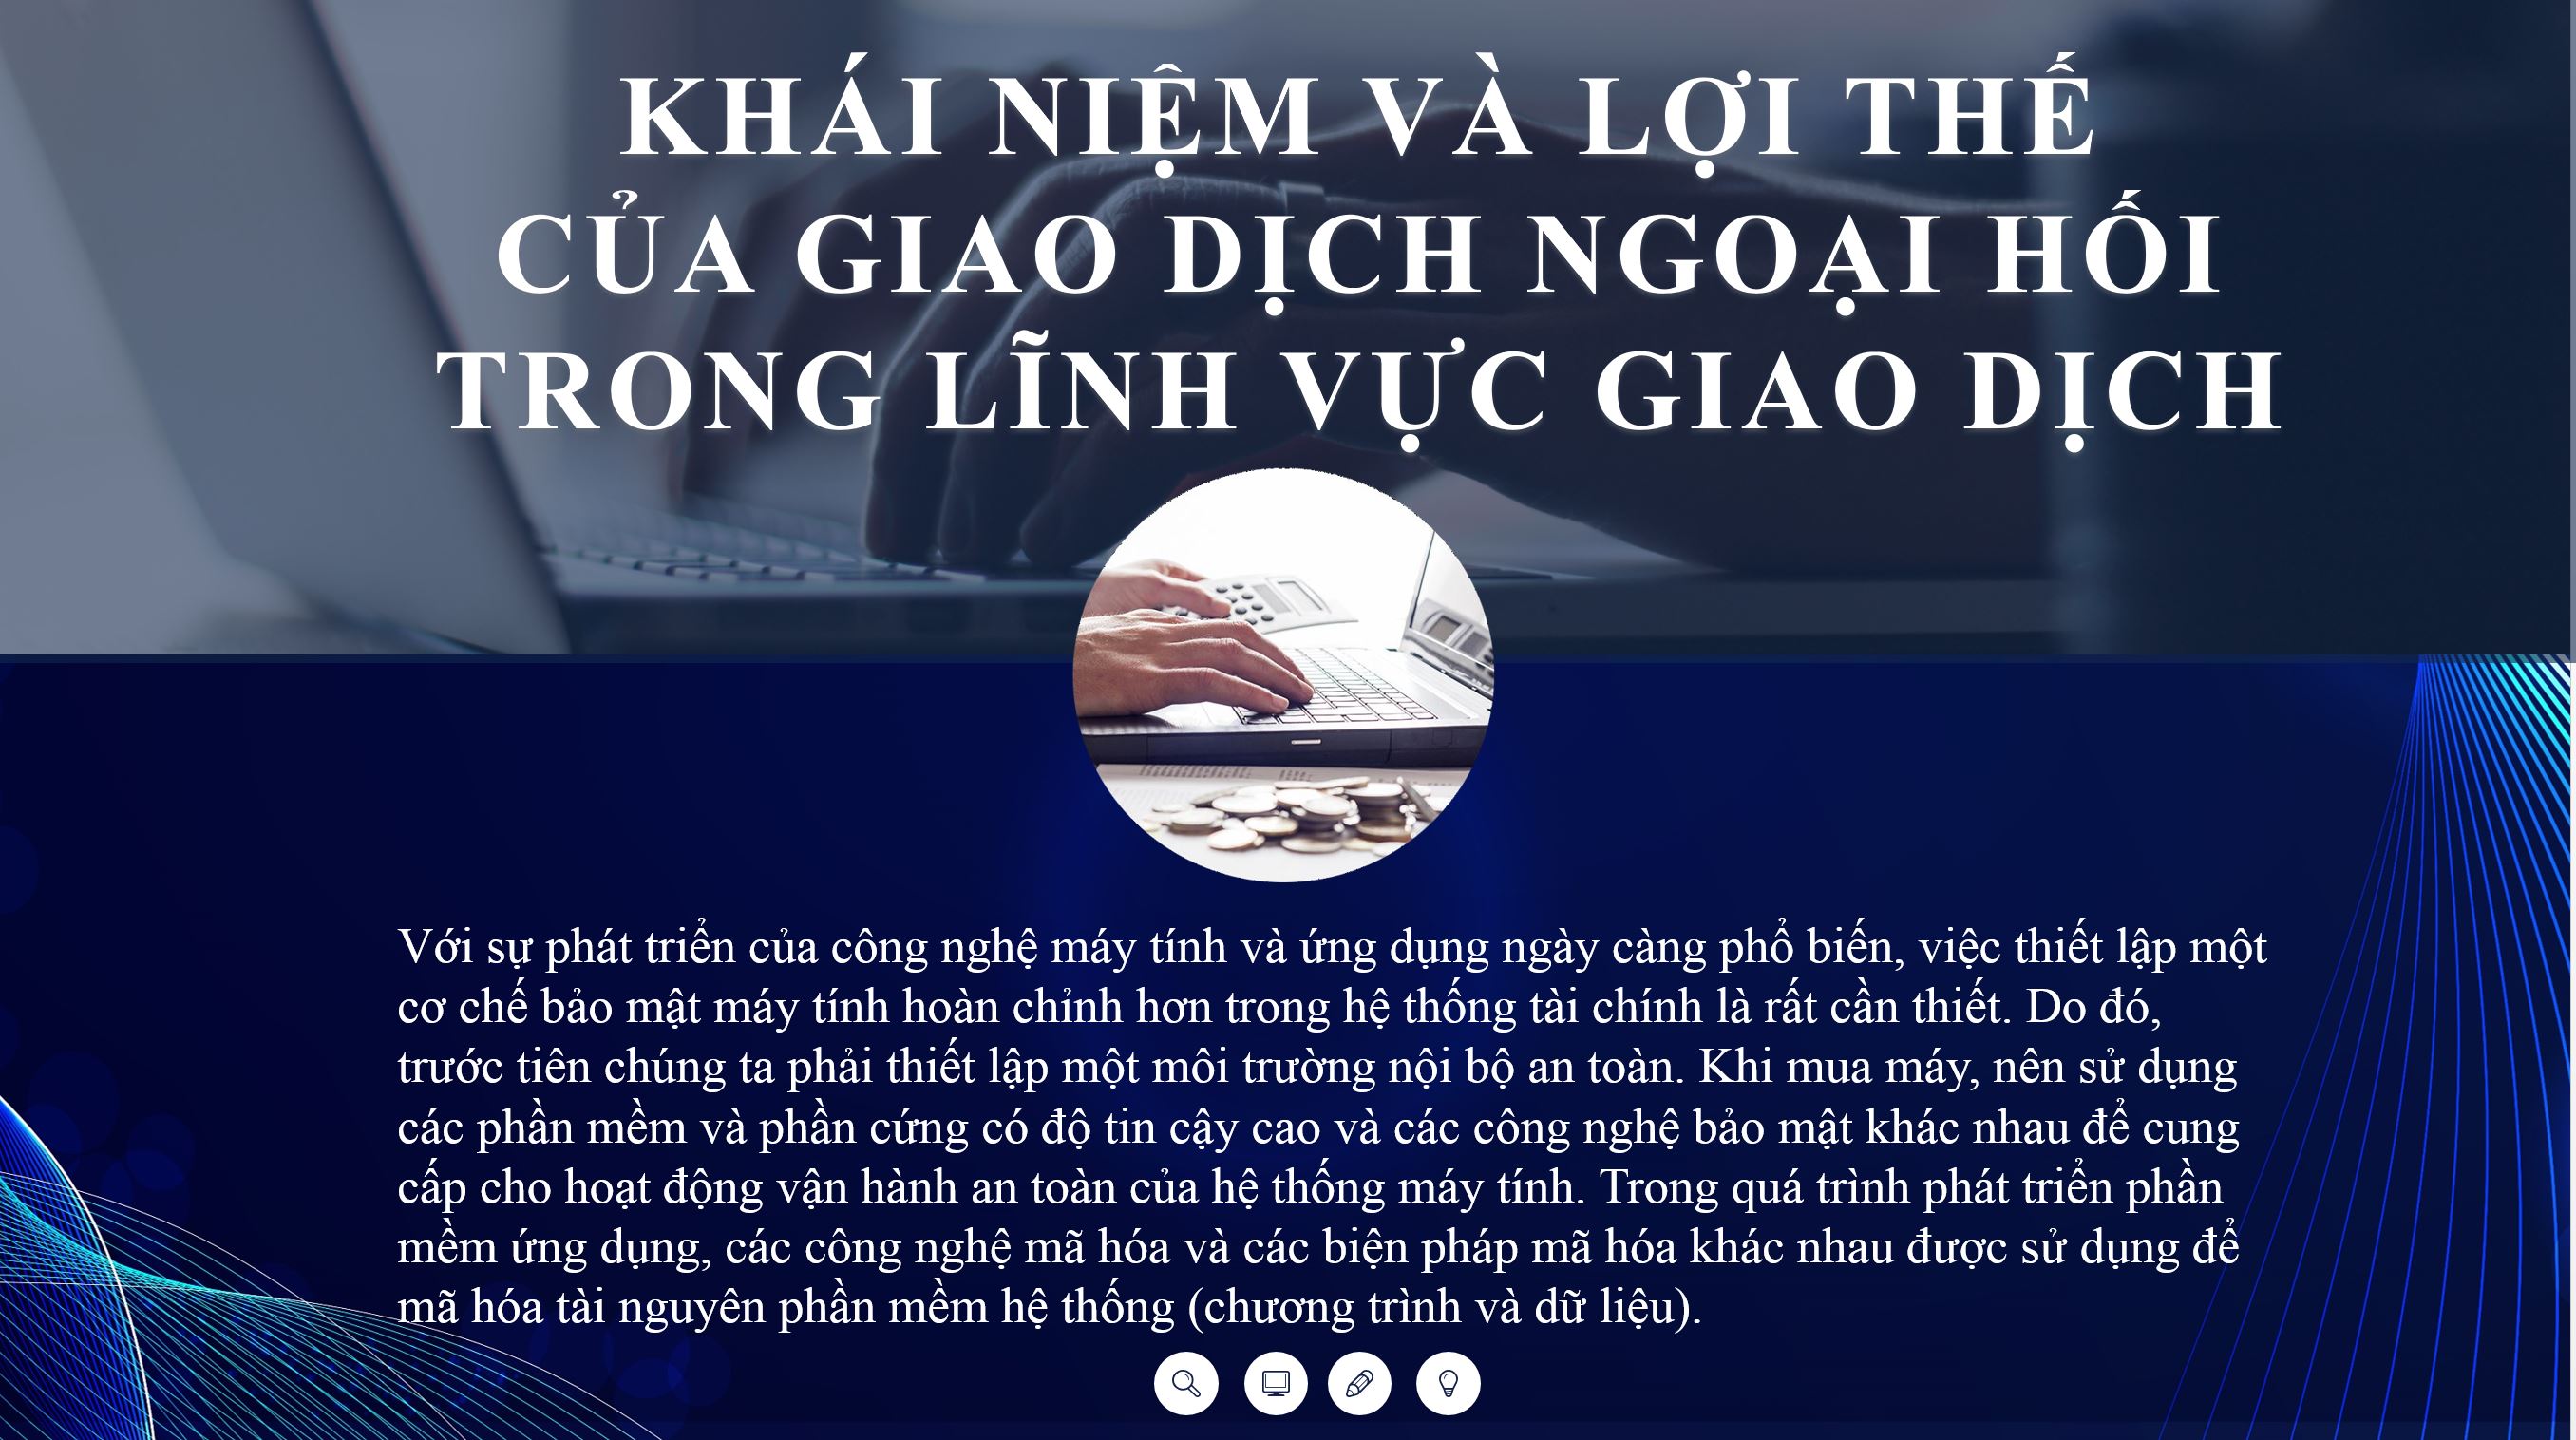 KHÁI NIỆM VÀ LỢI THẾ
CỦA GIAO DỊCH NGOẠI HỐI
TRONG LĨNH VỰC GIAO DỊCH
Với sự phát triển của công nghệ máy tính và ứng dụng ngày càng phổ biến, việc thiết lập một
cơ chế bảo mật máy tính hoàn chỉnh hơn trong hệ thống tài chính là rất cần thiết. Do đó,
trước tiên chúng ta phải thiết lập một môi trường nội bộ an toàn. Khi mua máy, nên sử dụng
các phần mềm và phần cứng có độ tin cậy cao và các công nghệ bảo mật khác nhau để cung
cấp cho hoạt động vận hành an toàn của hệ thống máy tính. Trong quá trình phát triển phần
mềm ứng dụng, các công nghệ mã hóa và các biện pháp mã hóa khác nhau được sử dụng để
mã hóa tài nguyên phần mềm hệ thống (chương trình và dữ liệu).